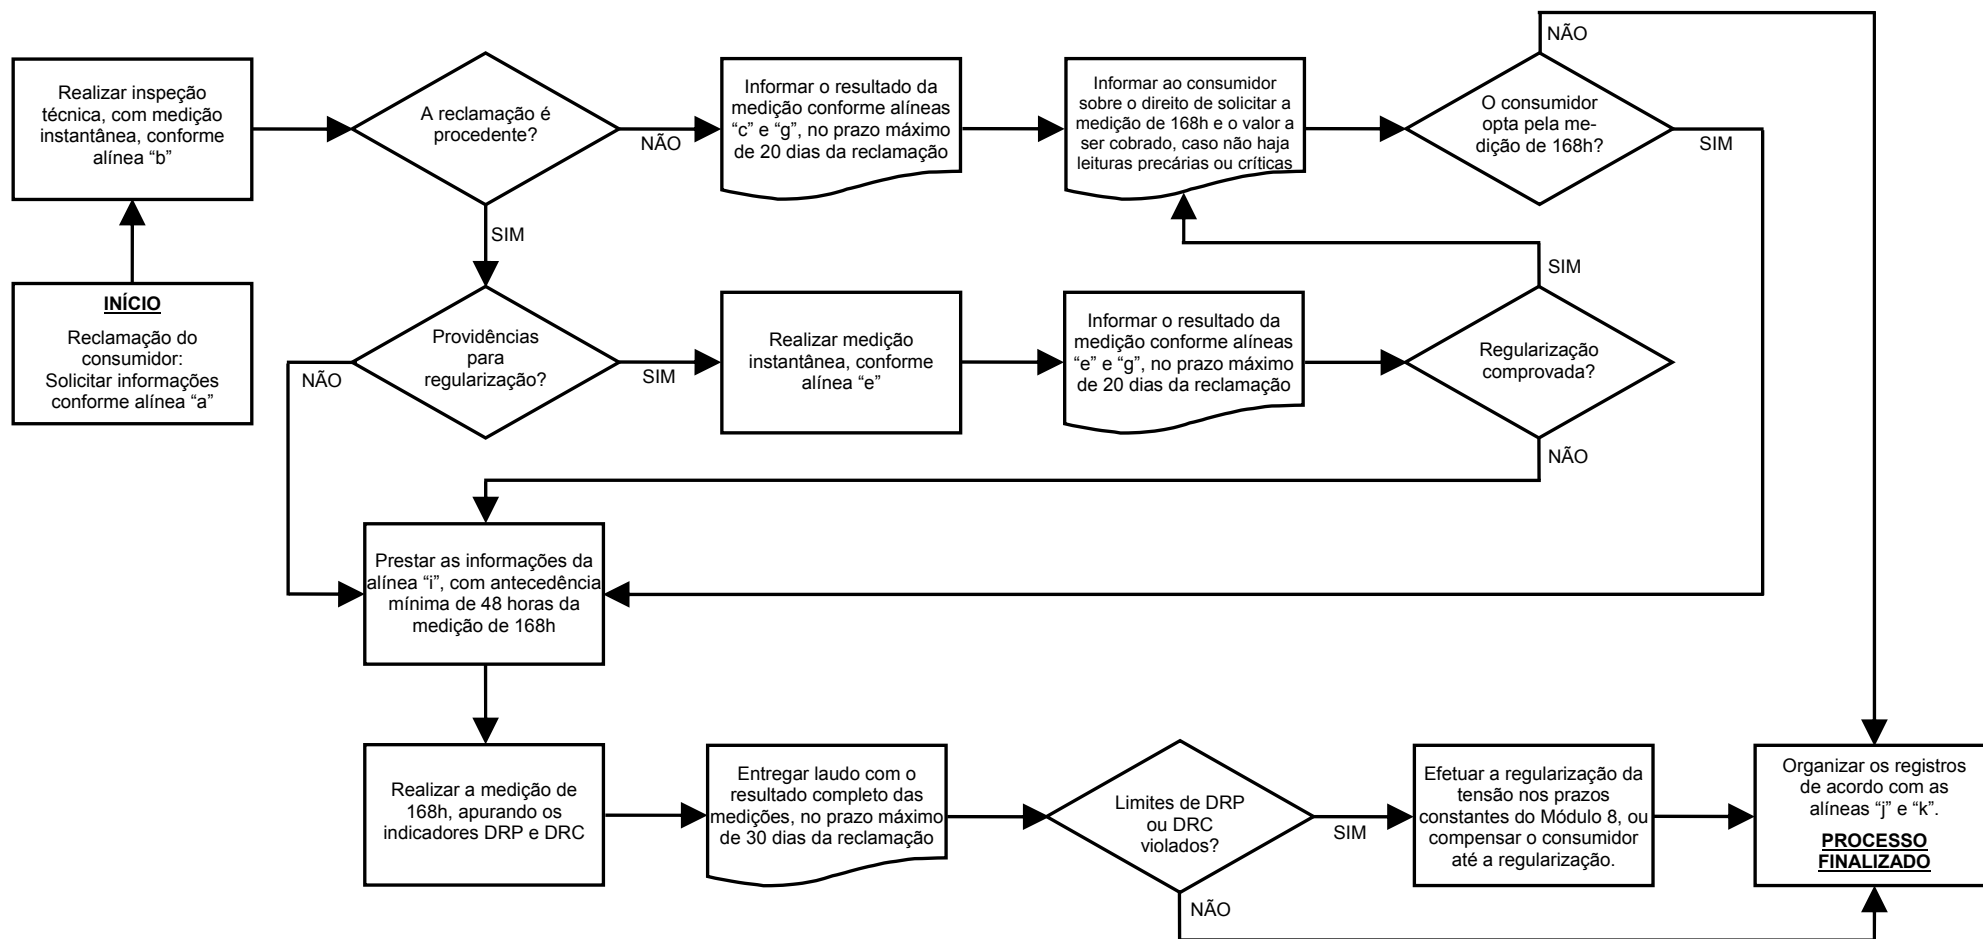 Realizar inspeção
técnica, com medição
instantânea, conforme
alínea “b”
A reclamação é
procedente?
NÃO
SIM
Informar o resultado da
medição conforme alíneas
“c” e “g”, no prazo máximo
de 20 dias da reclamação
Informar ao consumidor
sobre o direito de solicitar a
medição de 168h e o valor a
ser cobrado, caso não haja
leituras precárias ou críticas
O consumidor
opta pela me-
dição de 168h?
NÃO
SIM
INÍCIO
Reclamação do
consumidor:
Solicitar informações
conforme alínea “a”
Providências
para
regularização?
NÃO
SIM
Realizar medição
instantânea, conforme
alínea “e”
Informar o resultado da
medição conforme alíneas
“e” e “g”, no prazo máximo
de 20 dias da reclamação
Regularização
comprovada?
SIM
NÃO
Prestar as informações da
alínea “i”, com antecedência
mínima de 48 horas da
medição de 168h
Realizar a medição de
168h, apurando os
indicadores DRP e DRC
Entregar laudo com o
resultado completo das
medições, no prazo máximo
de 30 dias da reclamação
Limites de DRP
ou DRC
violados?
SIM
NÃO
Efetuar a regularização da
tensão nos prazos
constantes do Módulo 8, ou
compensar o consumidor
até a regularização.
Organizar os registros
de acordo com as
alíneas “j” e “k”.
PROCESSO
FINALIZADO